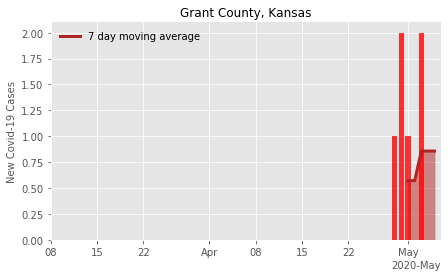 Grant County, Kansas
7 day moving average
New Covid-19 Cases
2.00
1.75
1.50
1.25
1.00
0.75
0.50
0.25
0.00
08 15 22 Apr 08 15 22 May
2020-May